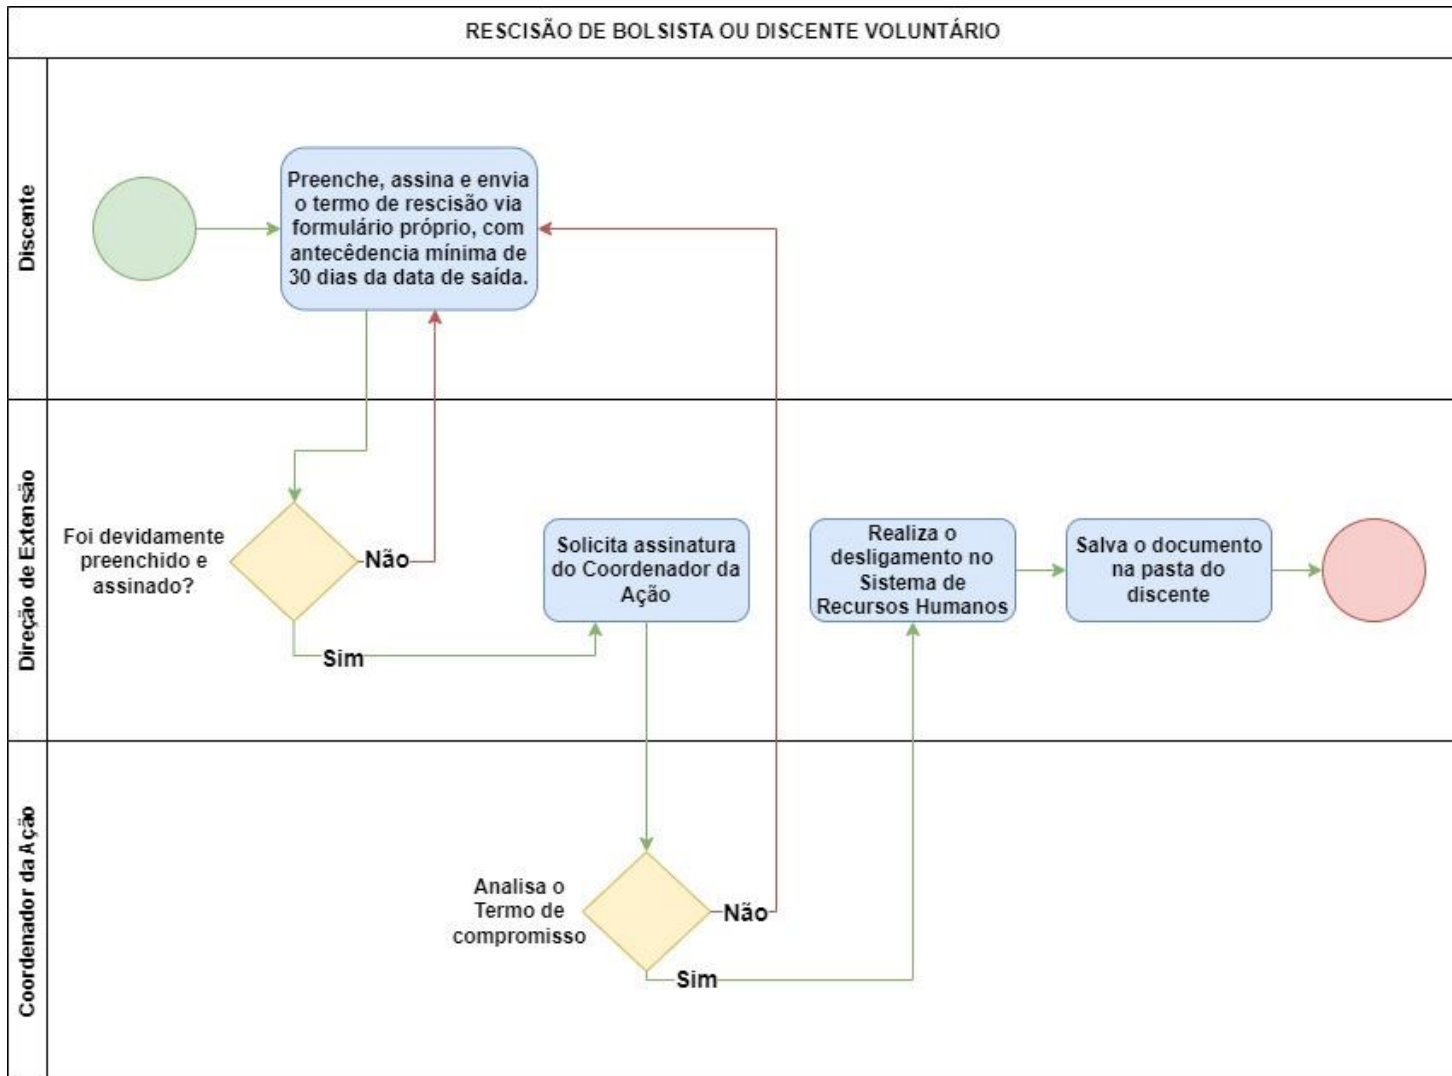 RESCISÃO DE BOLSISTA OU DISCENTE VOLUNTÁRIO
Discente
Preenche, assina e envia
o termo de rescisão via
formulário próprio, com
antecêdencia mínima de
30 dias da data de saída.
Direção de Extensão
Foi devidamente
preenchido e
assinado?
Não
Sim
Solicita assinatura
do Coordenador da
Ação
Realiza o
desligamento no
Sistema de
Recursos Humanos
Salva o documento
na pasta do
discente
Coordenador da Ação
Analisa o
Termo de
compromisso
Não
Sim